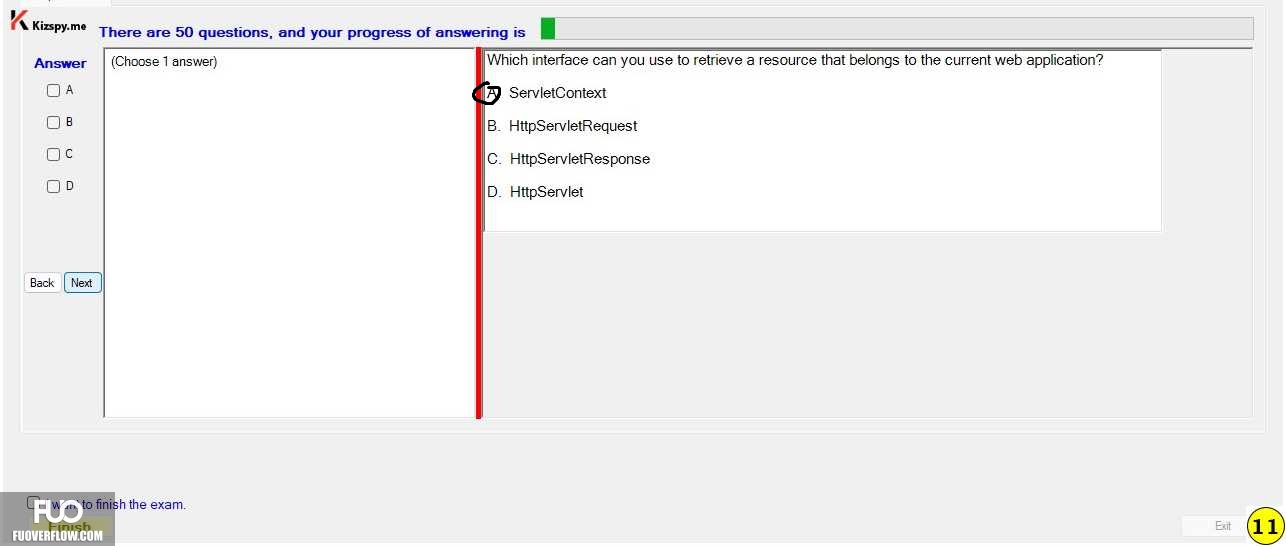 Kizspy.me
There are 50 questions, and your progress of answering is
Answer
(Choose 1 answer)
A
B
C
D
Back
Next
Which interface can you use to retrieve a resource that belongs to the current web application?
A. ServletContext
B. HttpServletRequest
C. HttpServletResponse
D. HttpServlet
I want to finish the exam.
Finish
FUO
FUOVERFLOW.COM
Exit
11